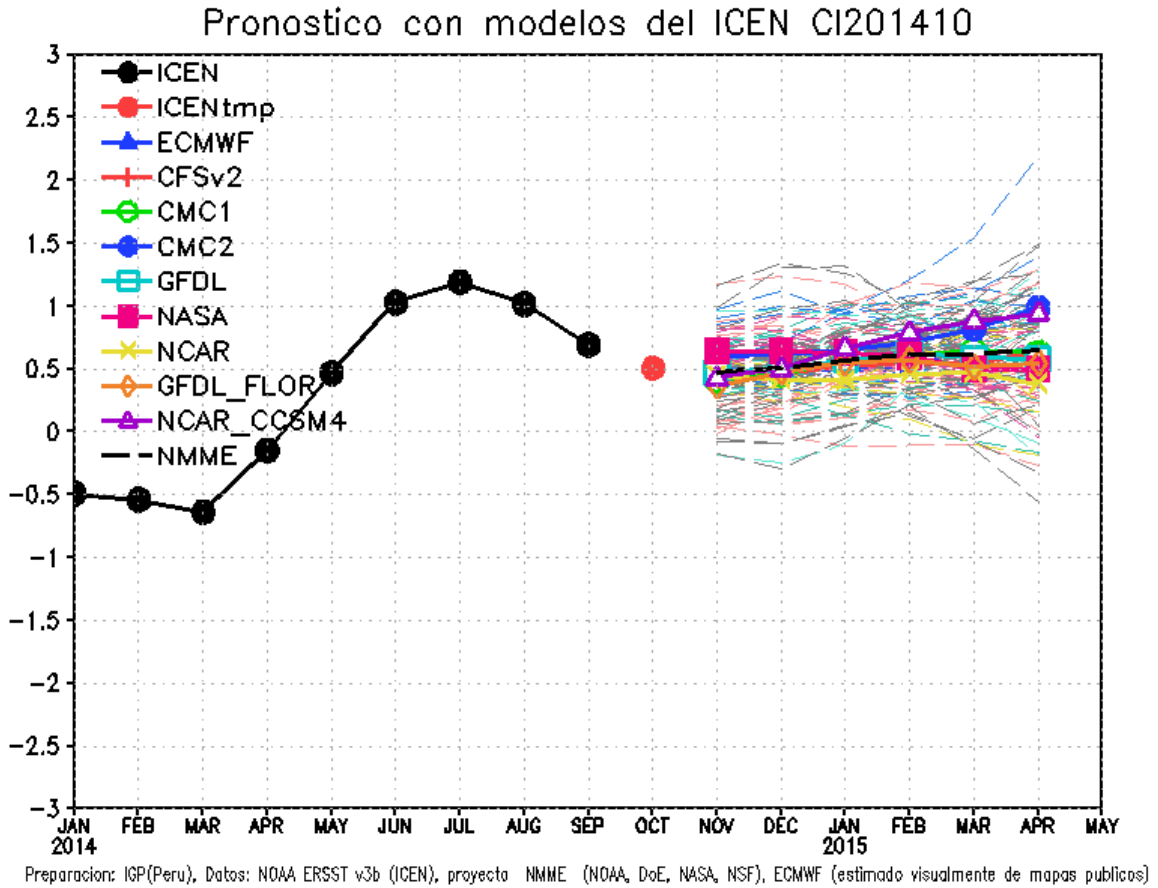 Pronostico con modelos del ICEN CI201410
3
2.5
2
1.5
1
0.5
0
−0.5
−1
−1.5
−2
−2.5
−3
ICEN
ICENtmp
ECMWF
CFSv2
CMC1
CMC2
GFDL
NASA
NCAR
GFDL_FLOR
NCAR_CCSM4
NMME
JAN FEB MAR APR MAY JUN JUL AUG SEP OCT NOV DEC JAN FEB MAR APR MAY
2014 2015
Preparacion: IGP(Peru), Datos: NOAA ERSST v3b (ICEN), proyecto NMME (NOAA, DoE, NASA, NSF), ECMWF (estimado visualmente de mapas publicos)